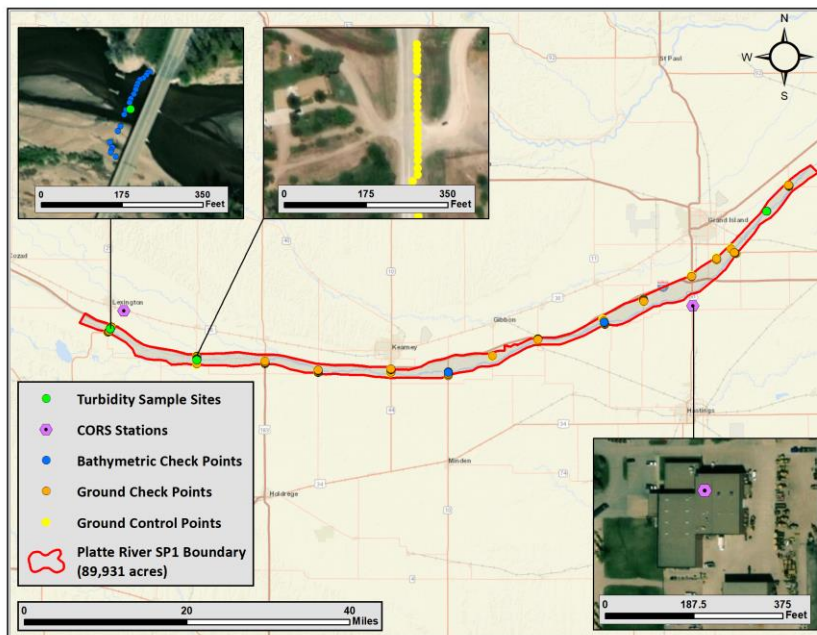 0 175 350
Feet
0 175 350
Feet
N
W E
S
St Paul
Grand Island
Lexington
Gibbon
Kearney
Hastings
Minden
Holdrege
Turbidity Sample Sites
CORS Stations
Bathymetric Check Points
Ground Check Points
Ground Control Points
Platte River SP1 Boundary
(89,931 acres)
0 20 40
Miles
0 187.5 375
Feet